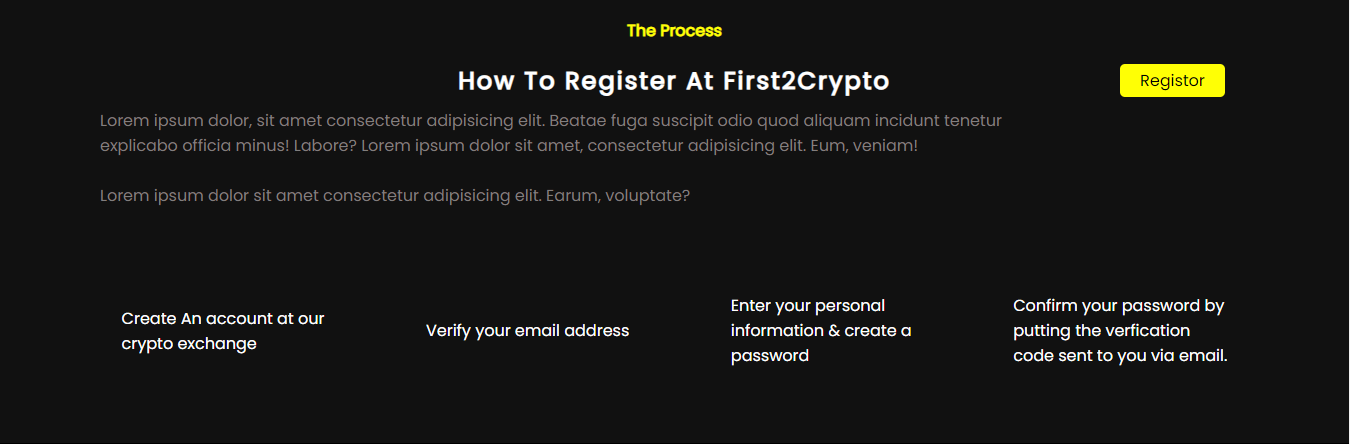 The Process
How To Register At First2Crypto
Registor
Lorem ipsum dolor, sit amet consectetur adipisicing elit. Beatae fuga suscipit odio quod aliquam incidunt tenetur
explicabo officia minus! Labore? Lorem ipsum dolor sit amet, consectetur adipisicing elit. Eum, veniam!
Lorem ipsum dolor sit amet consectetur adipisicing elit. Earum, voluptate?
Create An account at our
crypto exchange
Verify your email address
Enter your personal
information & create a
password
Confirm your password by
putting the verfication
code sent to you via email.